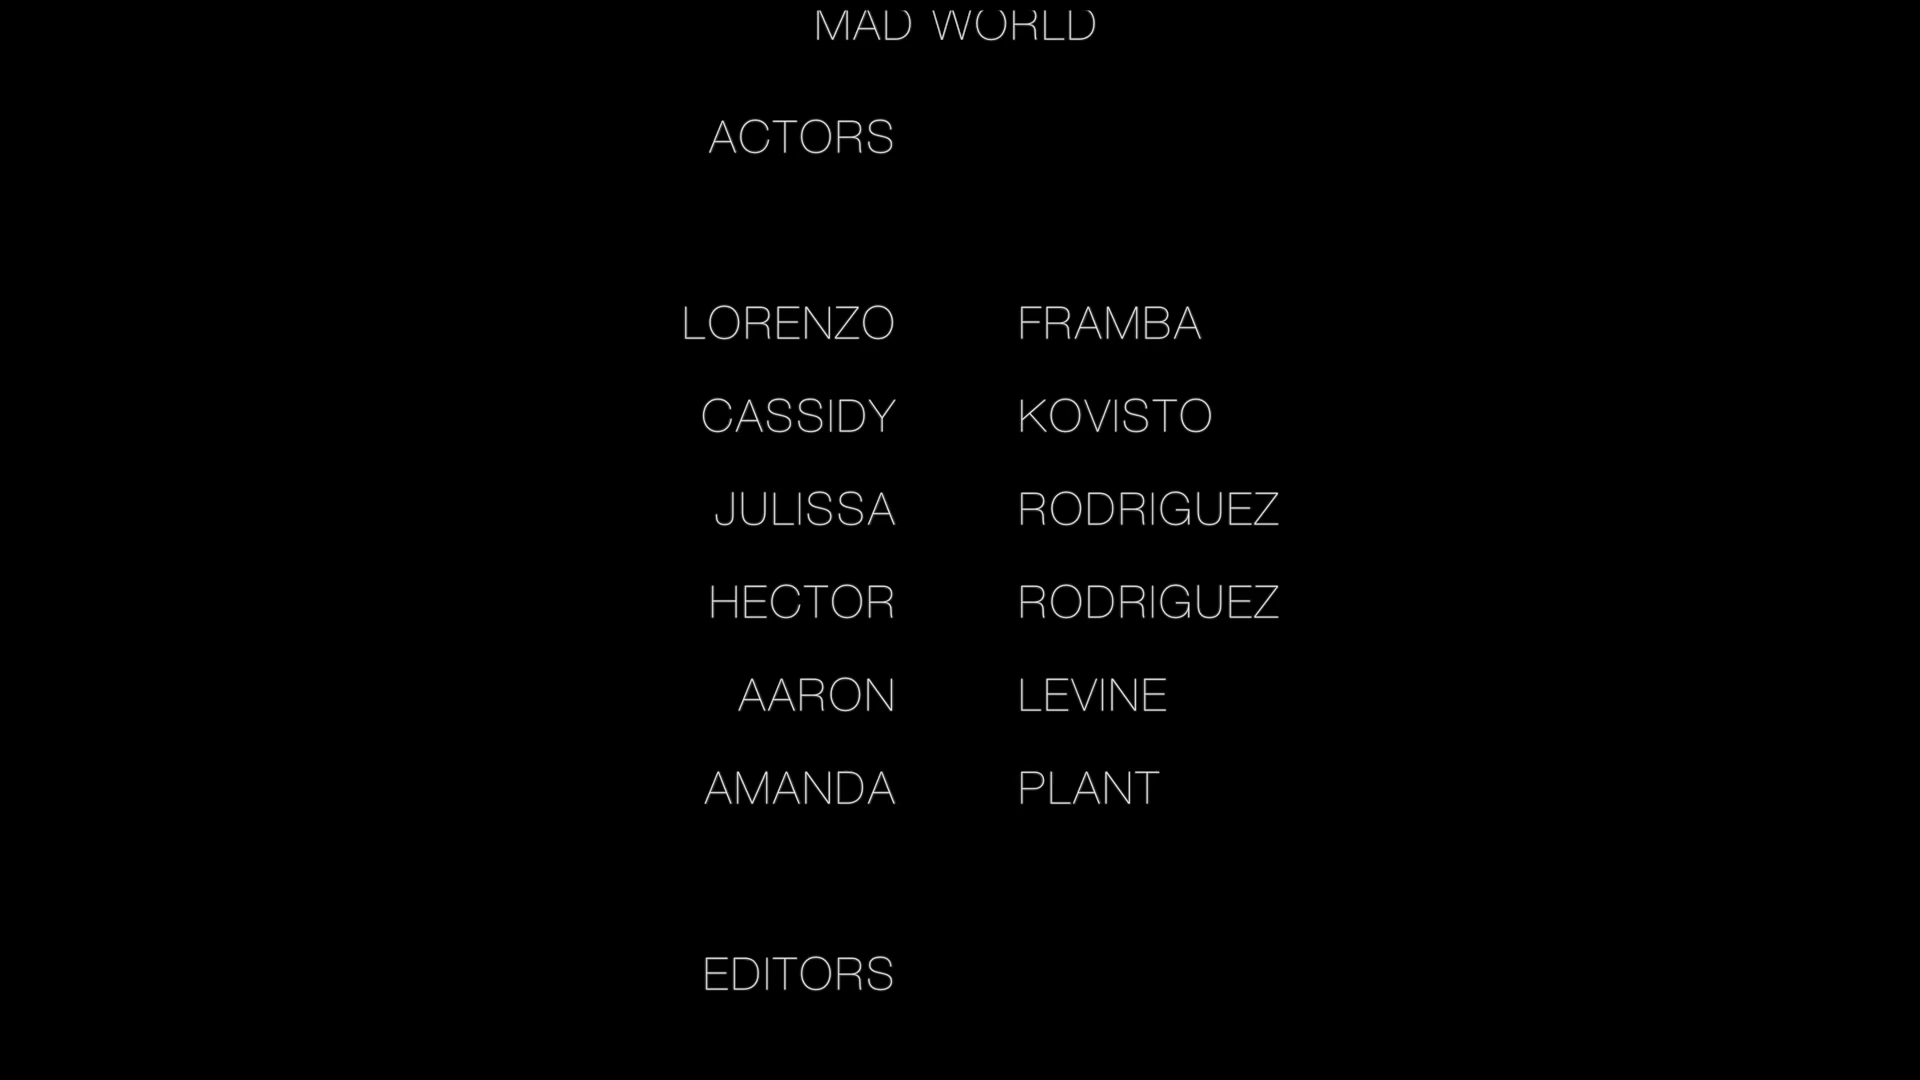 MAD WORLD
ACTORS
LORENZO FRAMBA
CASSIDY KOVISTO
JULISSA RODRIGUEZ
HECTOR RODRIGUEZ
AARON LEVINE
AMANDA PLANT
EDITORS